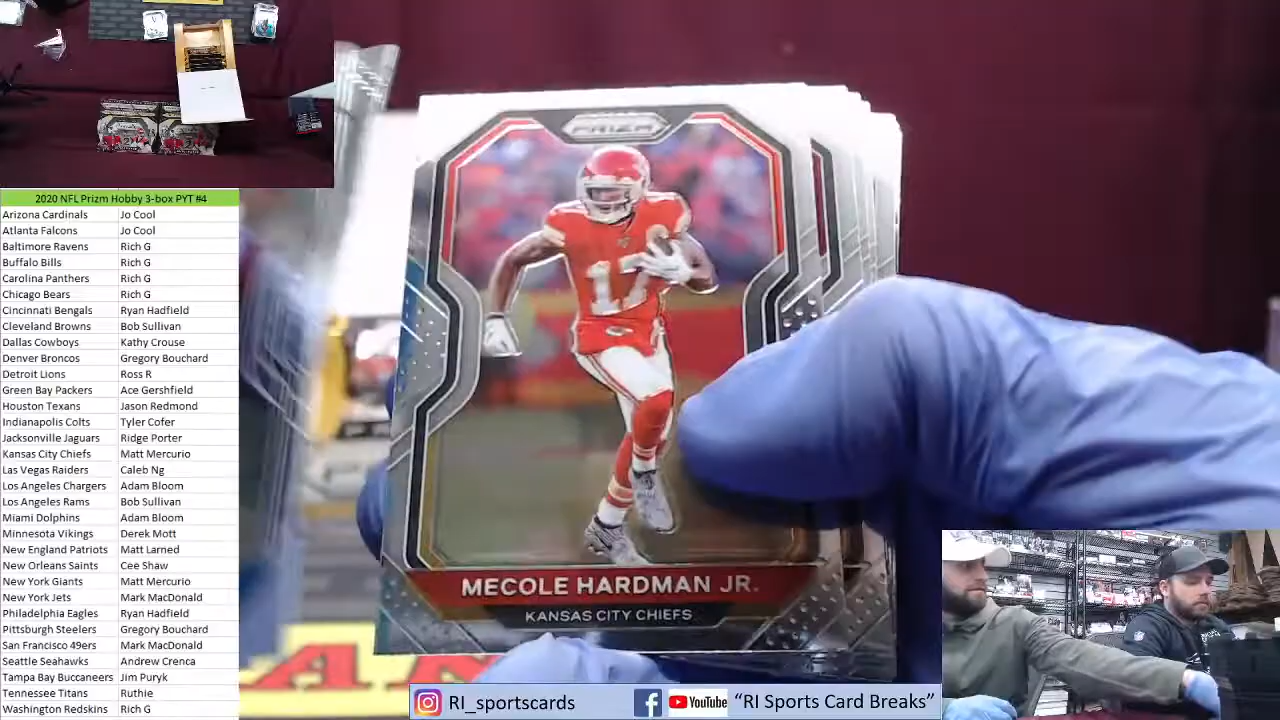 2020 NFL Prizm Hobby 3-box PYT #4
Arizona Cardinals Jo Cool
Atlanta Falcons Jo Cool
Baltimore Ravens Rich G
Buffalo Bills Rich G
Carolina Panthers Rich G
Chicago Bears Rich G
Cincinnati Bengals Ryan Hadfield
Cleveland Browns Bob Sullivan
Dallas Cowboys Kathy Crouse
Denver Broncos Gregory Bouchard
Detroit Lions Ross R
Green Bay Packers Ace Gershfield
Houston Texans Jason Redmond
Indianapolis Colts Tyler Cofer
Jacksonville Jaguars Ridge Porter
Kansas City Chiefs Matt Mercurio
Las Vegas Raiders Caleb Ng
Los Angeles Chargers Adam Bloom
Los Angeles Rams Bob Sullivan
Miami Dolphins Adam Bloom
Minnesota Vikings Derek Mott
New England Patriots Matt Larned
New Orleans Saints Cee Shaw
New York Giants Matt Mercurio
New York Jets Mark MacDonald
Philadelphia Eagles Ryan Hadfield
Pittsburgh Steelers Gregory Bouchard
San Francisco 49ers Mark MacDonald
Seattle Seahawks Andrew Crenca
Tampa Bay Buccaneers Jim Puryk
Tennessee Titans Ruthie
Washington Redskins Rich G
PRIZM
17
MECOLE HARDMAN JR.
KANSAS CITY CHIEFS
RI_sportscards
YouTube "RI Sports Card Breaks"